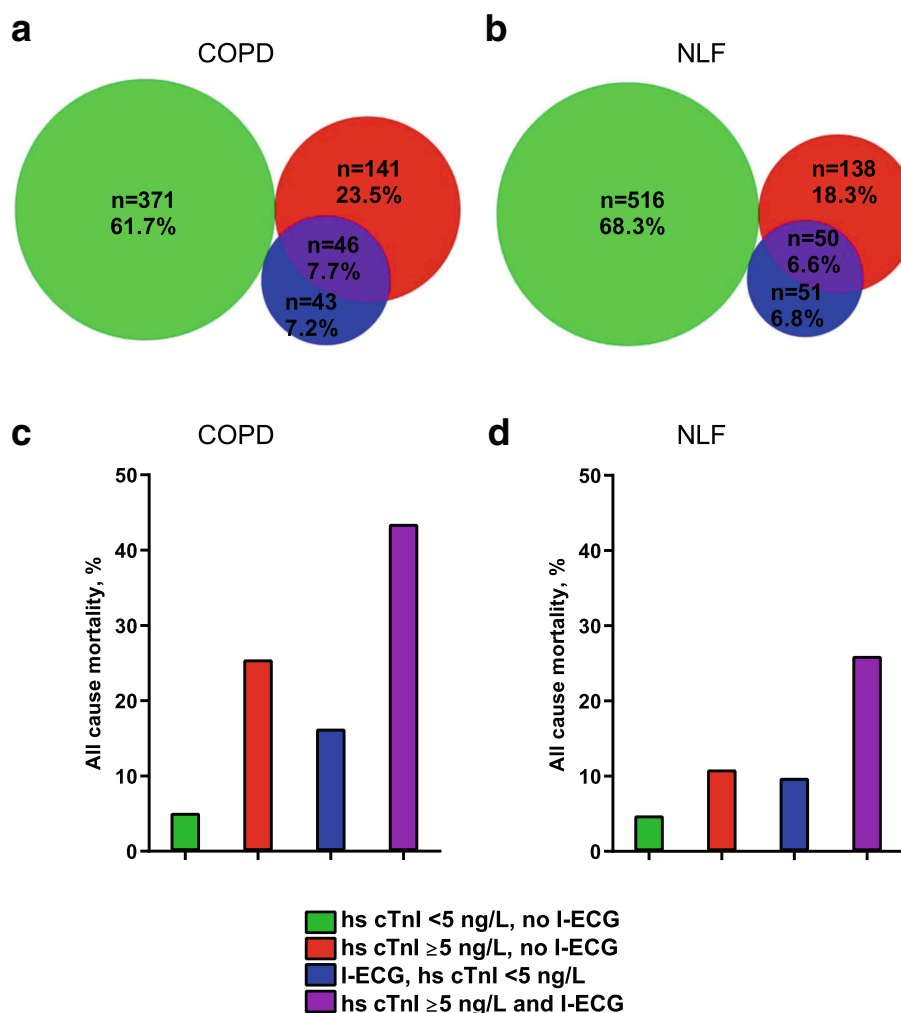 a
COPD
n=371
61.7%
n=141
23.5%
n=46
7.7%
n=43
7.2%
b
NLF
n=516
68.3%
n=138
18.3%
n=50
6.6%
n=51
6.8%
c
COPD
All cause mortality, %
50
40
30
20
10
0
d
NLF
All cause mortality, %
50
40
30
20
10
0
hs cTnI <5 ng/L, no I-ECG
hs cTnI ≥5 ng/L, no I-ECG
I-ECG, hs cTnI <5 ng/L
hs cTnI ≥5 ng/L and I-ECG